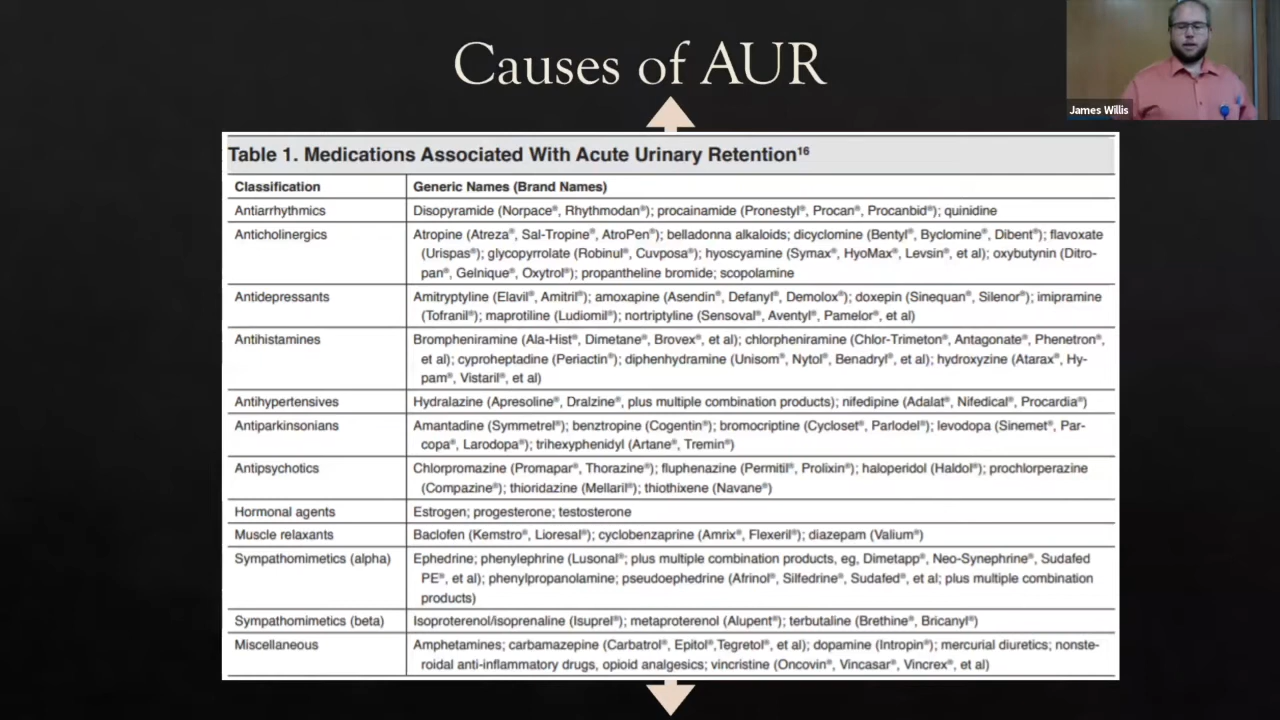 Causes of AUR
James Willis
Table 1. Medications Associated With Acute Urinary Retention¹⁶
Classification Generic Names (Brand Names)
Antiarrhythmics Disopyramide (Norpace®, Rhythmodan®); procainamide (Pronestyl®, Procan®, Procanbid®); quinidine
Anticholinergics Atropine (Atreza®, Sal-Tropine®, AtroPen®); belladonna alkaloids; dicyclomine (Bentyl®, Byclomine®, Dibent®); flavoxate
(Urispas®); glycopyrrolate (Robinul®, Cuvposa®); hyoscyamine (Symax®, HyoMax®, Levsin®, et al); oxybutynin (Ditro-
pan®, Gelnique®, Oxytrol®); propantheline bromide; scopolamine
Antidepressants Amitryptyline (Elavil®, Amitril®); amoxapine (Asendin®, Defanyl®, Demolox®); doxepin (Sinequan®, Silenor®); imipramine
(Tofranil®); maprotiline (Ludiomil®); nortriptyline (Sensoval®, Aventyl®, Pamelor®, et al)
Antihistamines Brompheniramine (Ala-Hist®, Dimetane®, Brovex®, et al); chlorpheniramine (Chlor-Trimeton®, Antagonate®, Phenetron®,
et al); cyproheptadine (Periactin®); diphenhydramine (Unisom®, Nytol®, Benadryl®, et al); hydroxyzine (Atarax®, Hy-
pam®, Vistaril®, et al)
Antihypertensives Hydralazine (Apresoline®, Dralzine®, plus multiple combination products); nifedipine (Adalat®, Nifedical®, Procardia®)
Antiparkinsonians Amantadine (Symmetrel®); benztropine (Cogentin®); bromocriptine (Cycloset®, Parlodel®); levodopa (Sinemet®, Par-
copa®, Larodopa®); trihexyphenidyl (Artane®, Tremin®)
Antipsychotics Chlorpromazine (Promapar®, Thorazine®); fluphenazine (Permitil®, Prolixin®); haloperidol (Haldol®); prochlorperazine
(Compazine®); thioridazine (Mellaril®); thiothixene (Navane®)
Hormonal agents Estrogen; progesterone; testosterone
Muscle relaxants Baclofen (Kemstro®, Lioresal®); cyclobenzaprine (Amrix®, Flexeril®); diazepam (Valium®)
Sympathomimetics (alpha) Ephedrine; phenylephrine (Lusonal®; plus multiple combination products, eg, Dimetapp®, Neo-Synephrine®, Sudafed
PE®, et al); phenylpropanolamine; pseudoephedrine (Afrinol®, Silfedrine®, Sudafed®, et al; plus multiple combination
products)
Sympathomimetics (beta) Isoproterenol/isoprenaline (Isuprel®); metaproterenol (Alupent®); terbutaline (Brethine®, Bricanyl®)
Miscellaneous Amphetamines; carbamazepine (Carbatrol®, Epitol®,Tegretol®, et al); dopamine (Intropin®); mercurial diuretics; nonste-
roidal anti-inflammatory drugs, opioid analgesics; vincristine (Oncovin®, Vincasar®, Vincrex®, et al)